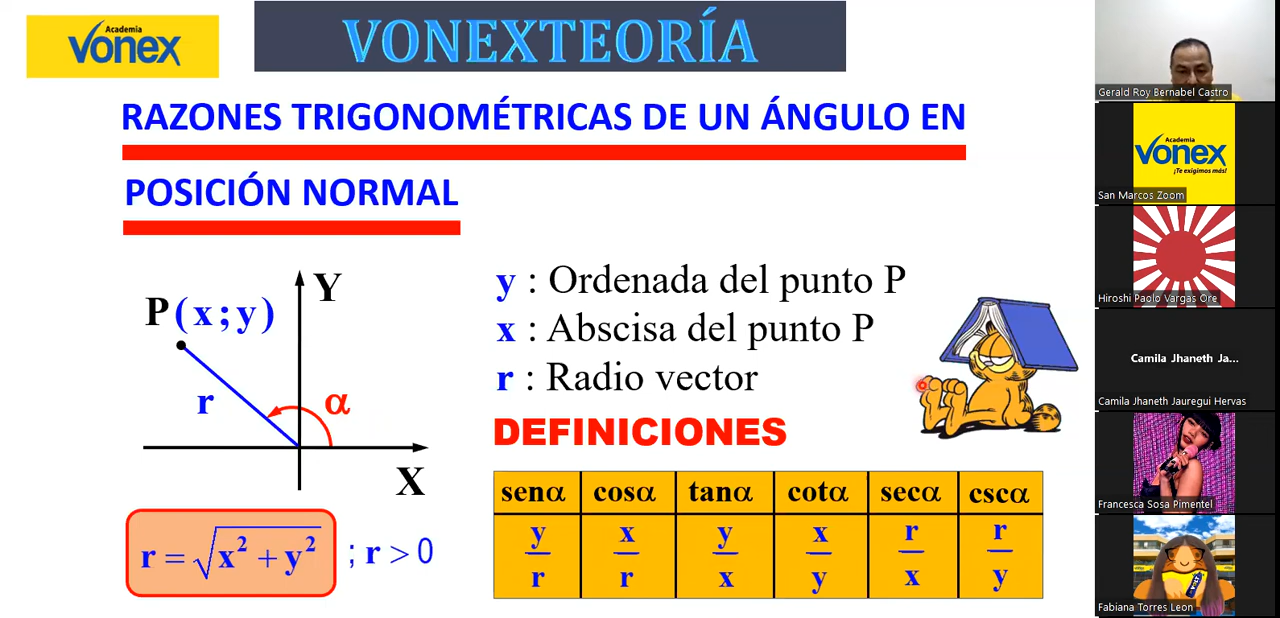 Academia
Vonex
VONEXTEORÍA
RAZONES TRIGONOMÉTRICAS DE UN ÁNGULO EN
POSICIÓN NORMAL
P(x;y)
Y
r
α
X
r = √x² + y² ; r > 0
y : Ordenada del punto P
x : Abscisa del punto P
r : Radio vector
DEFINICIONES
senα cosα tanα cotα secα cscα
y/r x/r y/x x/y r/x r/y
Gerald Roy Bernabel Castro
Academia
Vonex
¡Te exigimos más!
San Marcos Zoom
Hiroshi Paolo Vargas Ore
Camila Jhaneth Ja...
Camila Jhaneth Jauregui Hervas
Francesca Sosa Pimentel
Fabiana Torres Leon